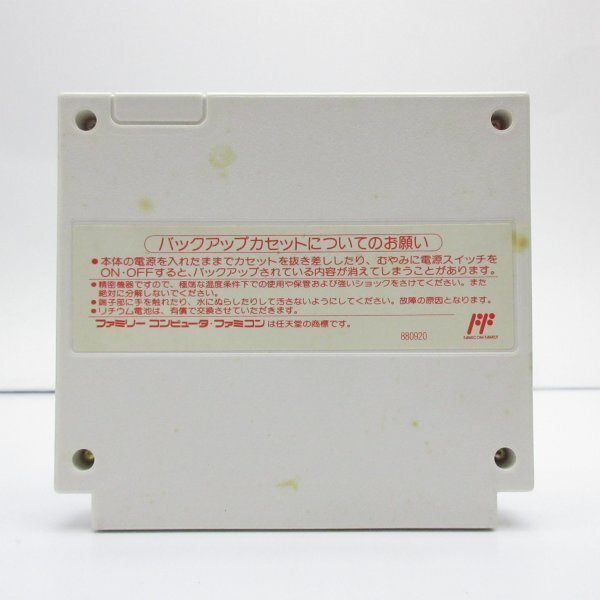 バックアップカセットについてのお願い
●本体の電源を入れたままでカセットを抜き差ししたり、むやみに電源スイッチを
ON・OFFすると、バックアップされている内容が消えてしまうことがあります。
●精密機器ですので、極端な温度条件下での使用や保管および強いショックをさけてください。また
絶対に分解しないでください。
●端子部に手を触れたり、水にぬらしたりして汚さないようにしてください。故障の原因となります。
●リチウム電池は、有償で交換させていただきます。
ファミリー コンピュータ・ファミコン は任天堂の商標です。
880920
FF
FAMICOM FAMILY